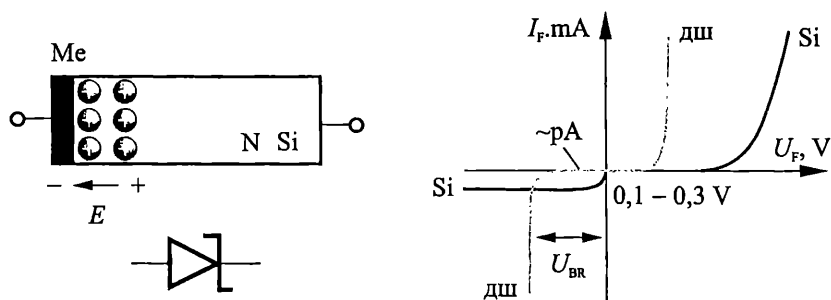 Me
N Si
– +
E
I_F.mA
дш
Si
~pA
U_F, V
Si
0,1 – 0,3 V
U_BR
дш